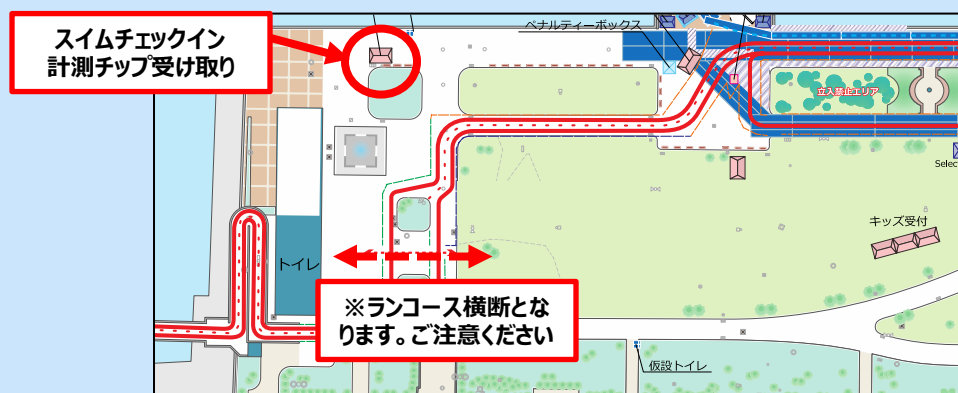 スイムチェックイン
計測チップ受け取り
ペナルティーボックス
立入禁止エリア
Selec
キッズ受付
トイレ
※ランコース横断とな
ります。ご注意ください
仮設トイレ